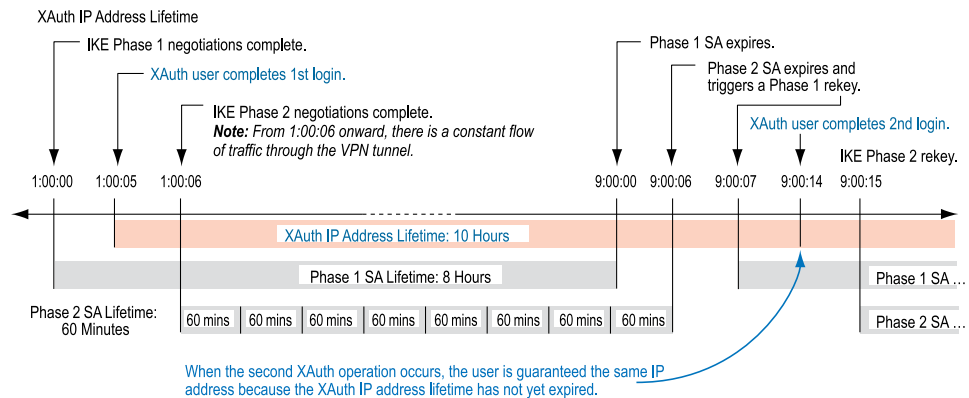 XAuth IP Address Lifetime
IKE Phase 1 negotiations complete.
XAuth user completes 1st login.
IKE Phase 2 negotiations complete.
Note: From 1:00:06 onward, there is a constant flow
of traffic through the VPN tunnel.
Phase 1 SA expires.
Phase 2 SA expires and
triggers a Phase 1 rekey.
XAuth user completes 2nd login.
IKE Phase 2 rekey.
1:00:00 1:00:05 1:00:06 9:00:00 9:00:06 9:00:07 9:00:14 9:00:15
XAuth IP Address Lifetime: 10 Hours
Phase 1 SA Lifetime: 8 Hours
Phase 1 SA ...
Phase 2 SA Lifetime:
60 Minutes
60 mins 60 mins 60 mins 60 mins 60 mins 60 mins 60 mins 60 mins
Phase 2 SA ...
When the second XAuth operation occurs, the user is guaranteed the same IP
address because the XAuth IP address lifetime has not yet expired.